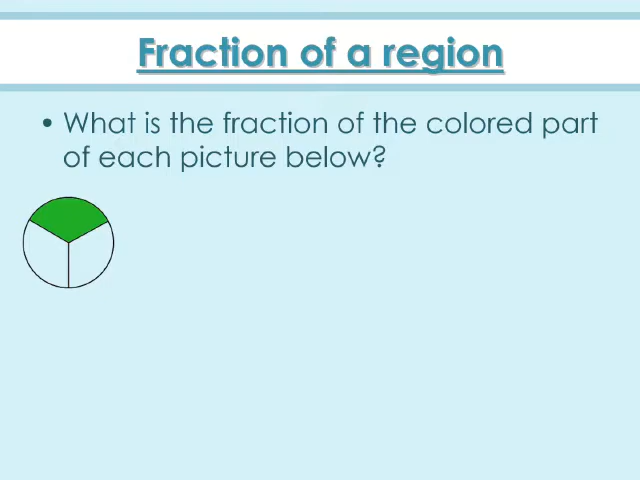 Fraction of a region
• What is the fraction of the colored part
of each picture below?